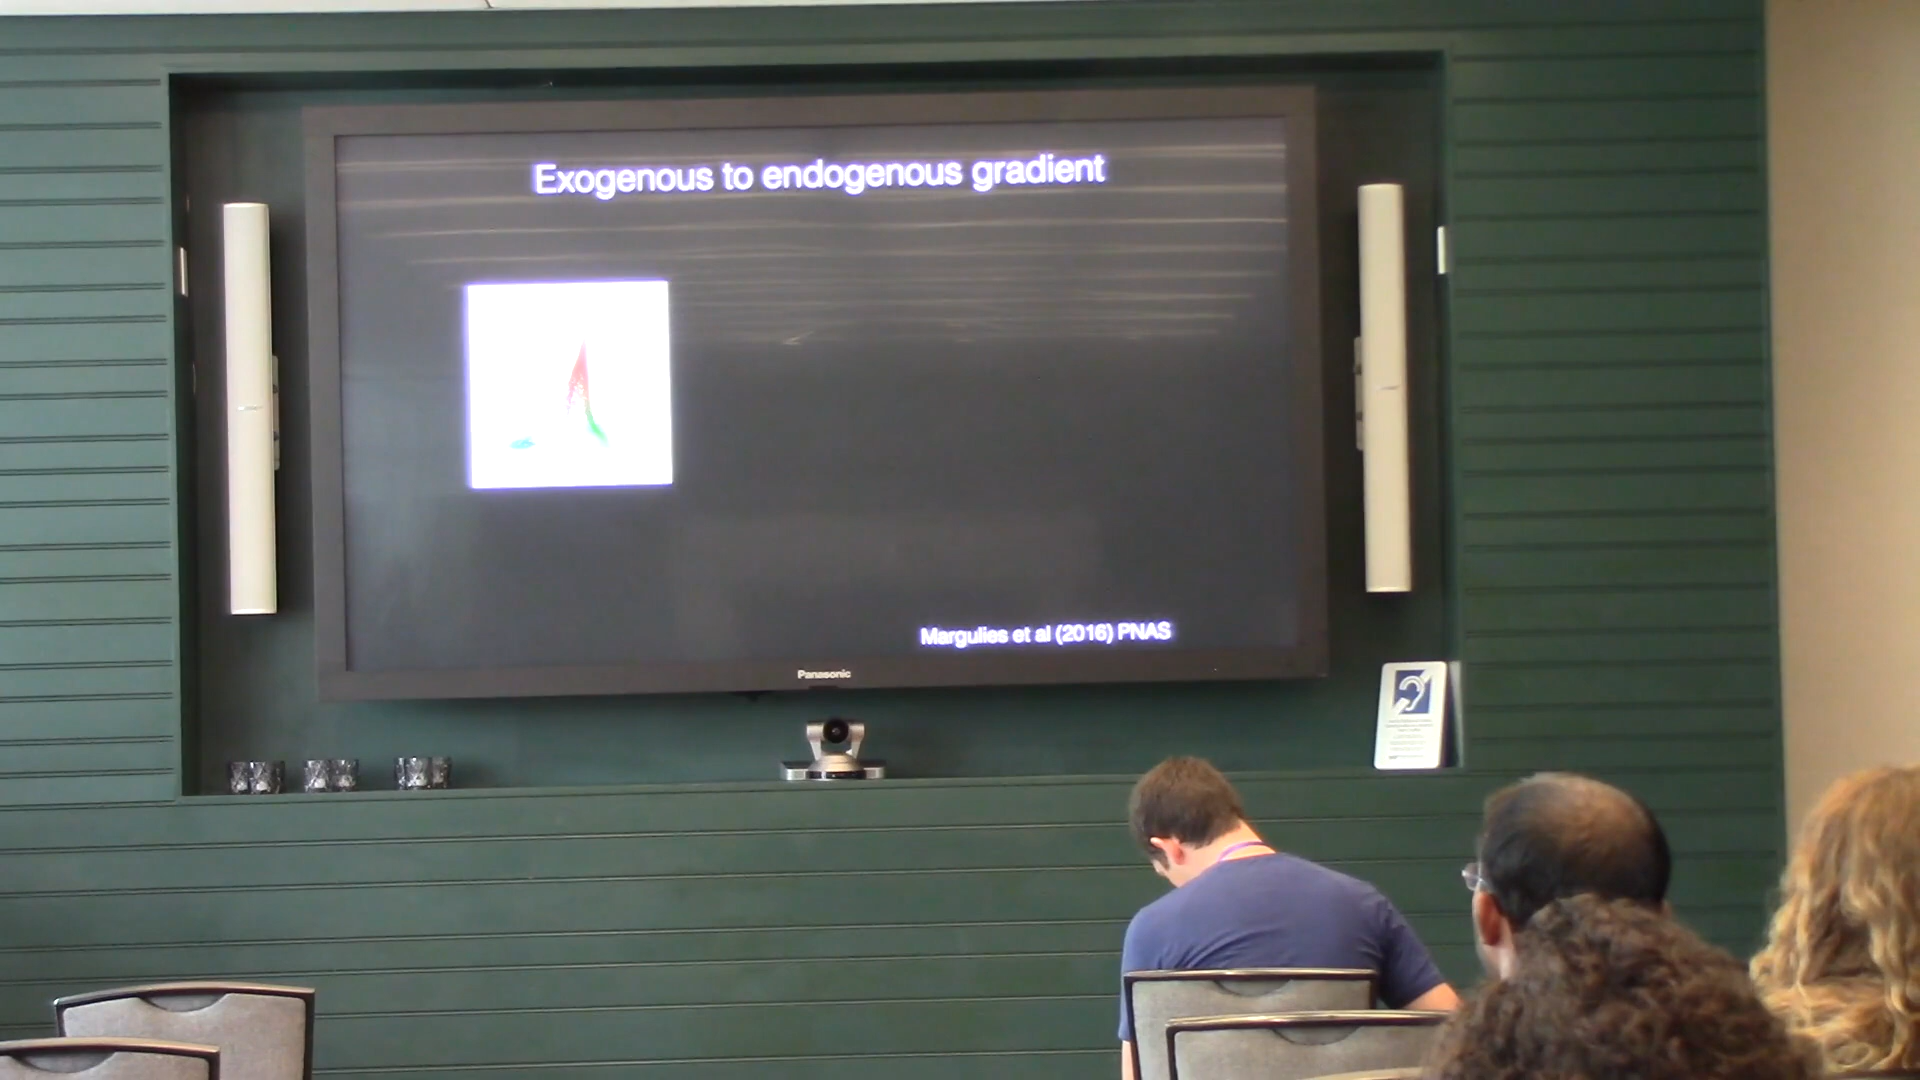 Exogenous to endogenous gradient
Margulies et al (2016) PNAS
Panasonic